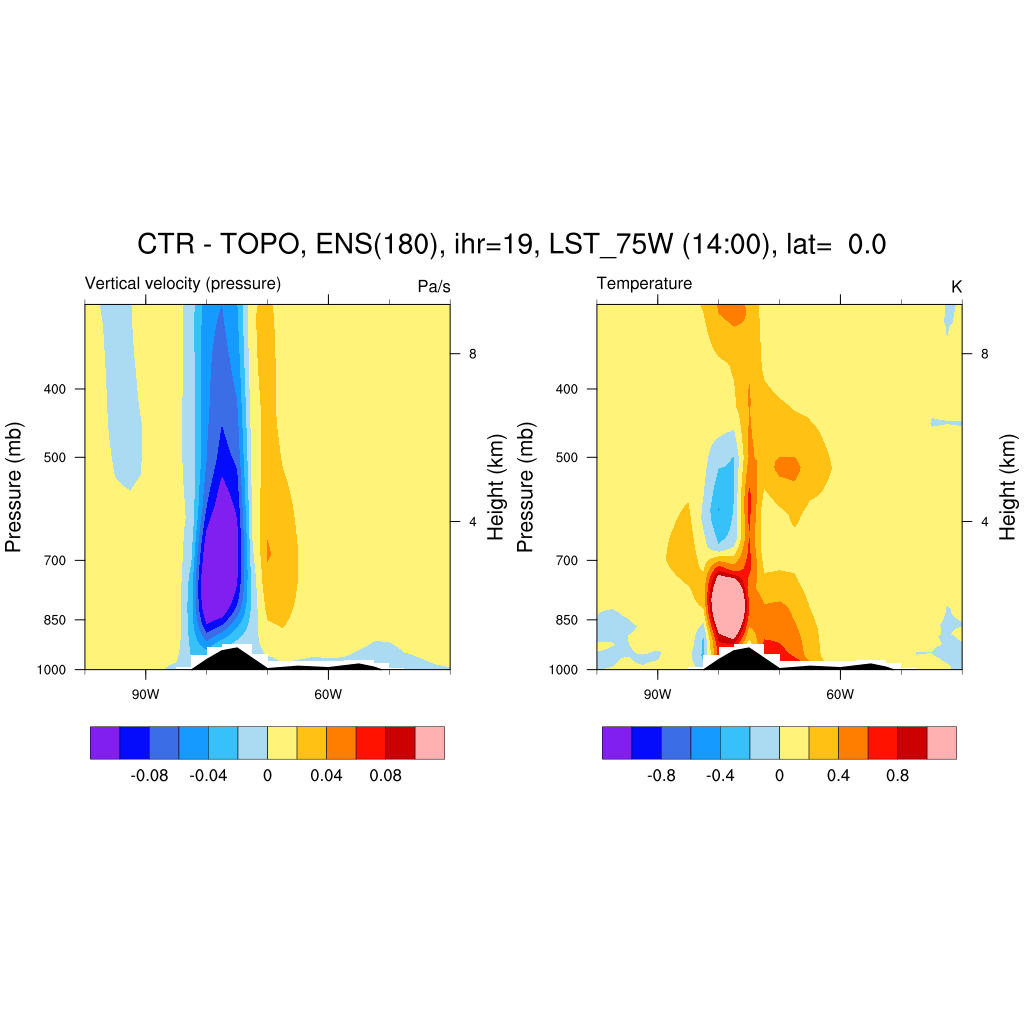 CTR - TOPO, ENS(180), ihr=19, LST_75W (14:00), lat=  0.0
Vertical velocity (pressure)
Pa/s
Pressure (mb)
400
500
700
850
1000
8
4
Height (km)
90W
60W
-0.08
-0.04
0
0.04
0.08
Temperature
K
Pressure (mb)
400
500
700
850
1000
8
4
Height (km)
90W
60W
-0.8
-0.4
0
0.4
0.8